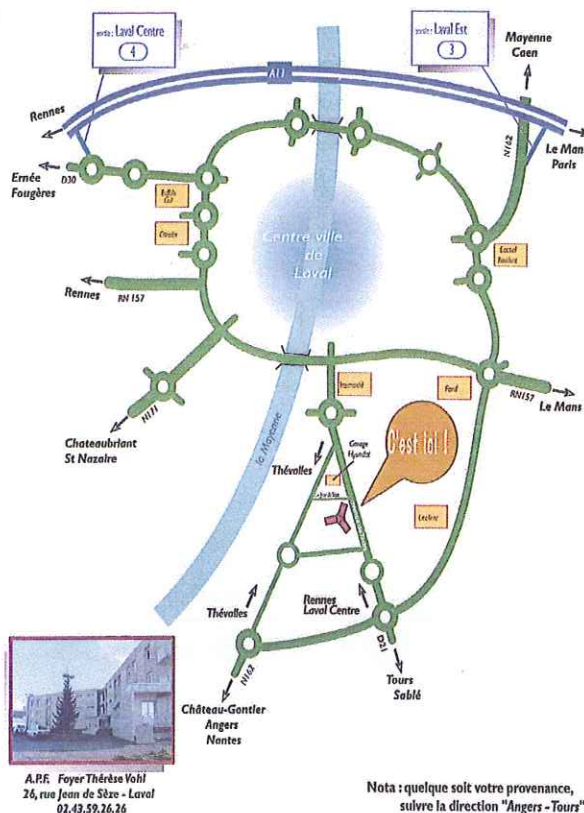 sortie : Laval Centre
4
sortie : Laval Est
3
Mayenne
Caen
A11
Rennes
N162
Le Mans
Paris
Ernée
Fougères
D30
Buffalo
Grill
Citroën
Centre ville
de
Laval
Rennes
RN 157
N171
Chateaubriant
St Nazaire
la Mayenne
Ford
RN157
Le Mans
C'est ici !
Garage
Hyundai
Thévalles
Leclerc
Thévalles
Rennes
Laval Centre
N162
D21
Tours
Sablé
Château-Gontier
Angers
Nantes
A.P.F. Foyer Thérèse Vohl
26, rue Jean de Sèze - Laval
02.43.59.26.26
Nota : quelque soit votre provenance,
suivre la direction "Angers - Tours"